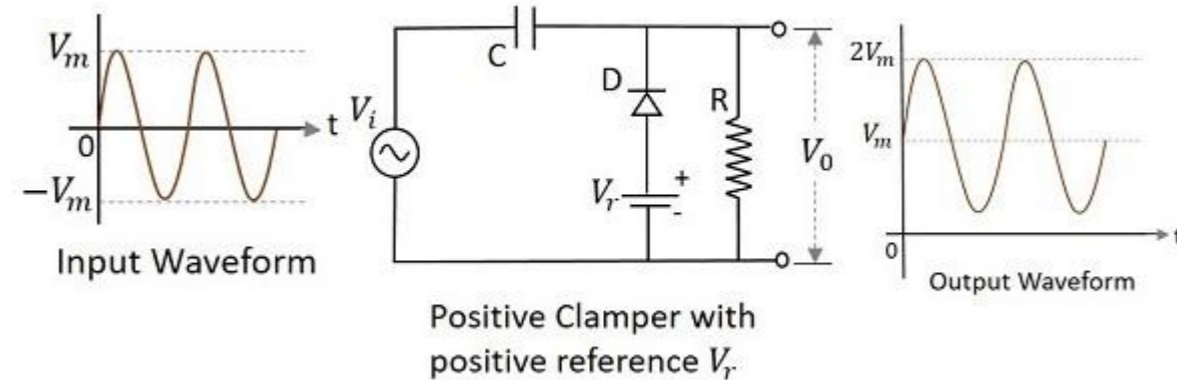 V_m
0
t
−V_m
Input Waveform
C
V_i
D
R
V_r
+
-
V_0
Positive Clamper with
positive reference V_r
2V_m
V_m
0
t
Output Waveform